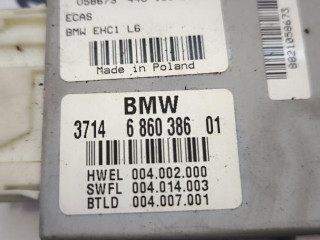 ECAS
BMW EHC1 L6
Made in Poland
BMW
3714 6 860 386 01
HWEL 004.002.000
SWFL 004.014.003
BTLD 004.007.001
8821058673